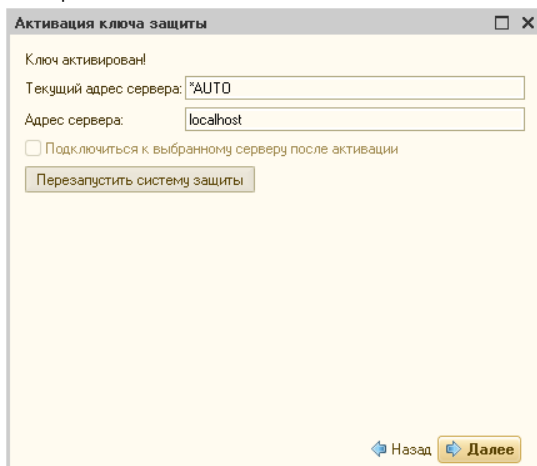 Активация ключа защиты
Ключ активирован!
Текущий адрес сервера: *AUTO
Адрес сервера: localhost
Подключиться к выбранному серверу после активации
Перезапустить систему защиты
Назад Далее